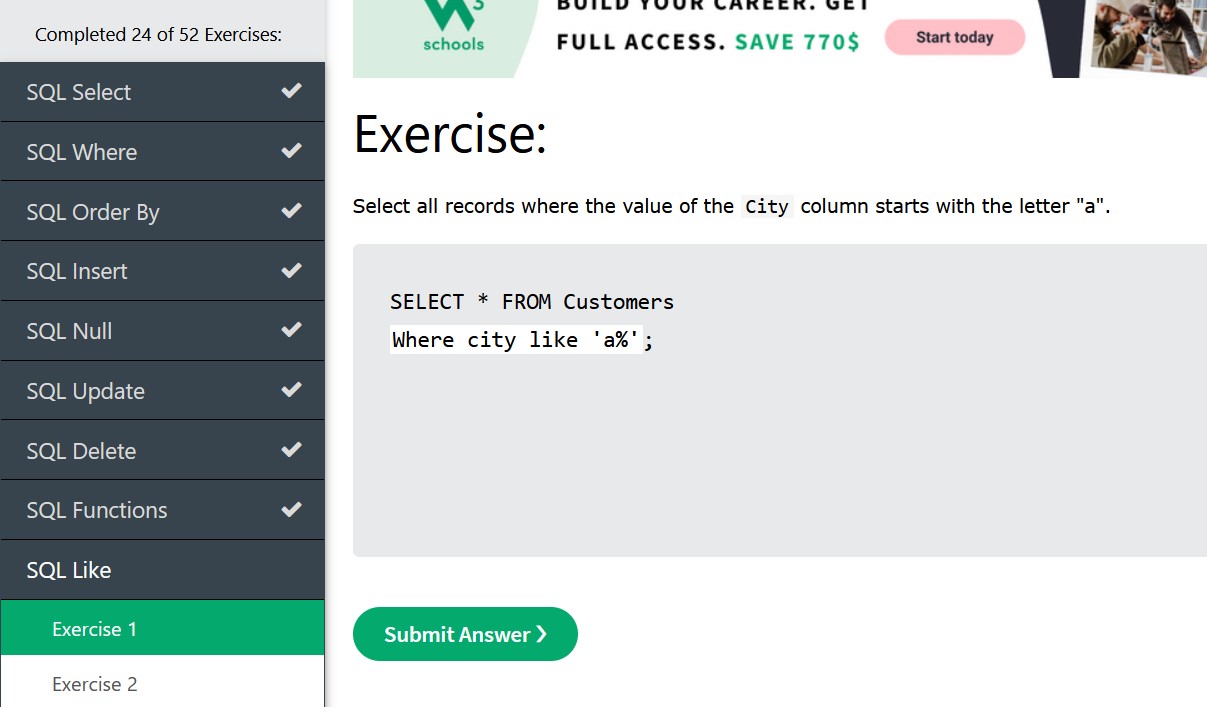 Completed 24 of 52 Exercises:
SQL Select
SQL Where
SQL Order By
SQL Insert
SQL Null
SQL Update
SQL Delete
SQL Functions
SQL Like
Exercise 1
Exercise 2
3
schools
BUILD YOUR CAREER. GET
FULL ACCESS. SAVE 770$
Start today
Exercise:
Select all records where the value of the City column starts with the letter "a".
SELECT * FROM Customers
Where city like 'a%';
Submit Answer ❯